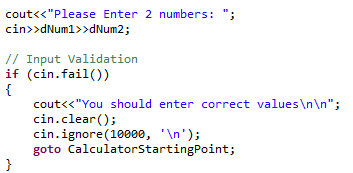 cout<<"Please Enter 2 numbers: ";
cin>>dNum1>>dNum2;
// Input Validation
if (cin.fail())
{
cout<<"You should enter correct values\n\n";
cin.clear();
cin.ignore(10000, '\n');
goto CalculatorStartingPoint;
}